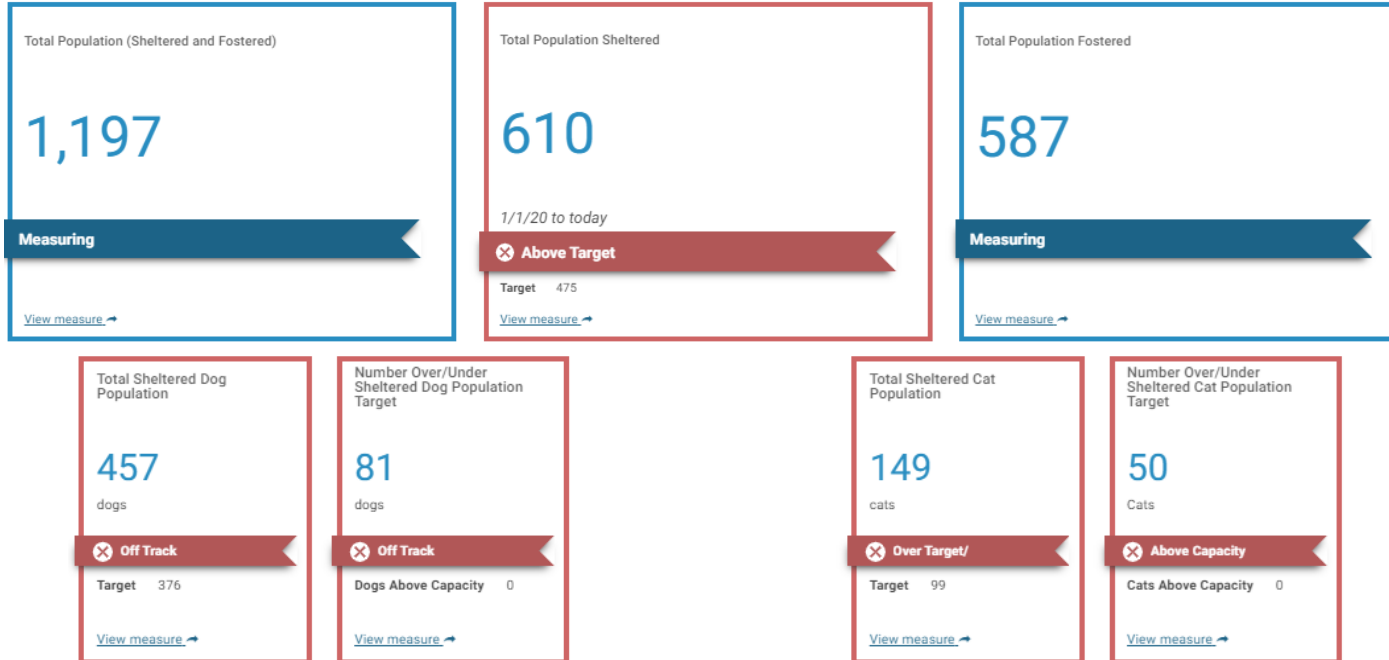 Total Population (Sheltered and Fostered)
1,197
Measuring
View measure
Total Population Sheltered
610
1/1/20 to today
Above Target
Target 475
View measure
Total Population Fostered
587
Measuring
View measure
Total Sheltered Dog
Population
457
dogs
Off Track
Target 376
View measure
Number Over/Under
Sheltered Dog Population
Target
81
dogs
Off Track
Dogs Above Capacity 0
View measure
Total Sheltered Cat
Population
149
cats
Over Target/
Target 99
View measure
Number Over/Under
Sheltered Cat Population
Target
50
Cats
Above Capacity
Cats Above Capacity 0
View measure